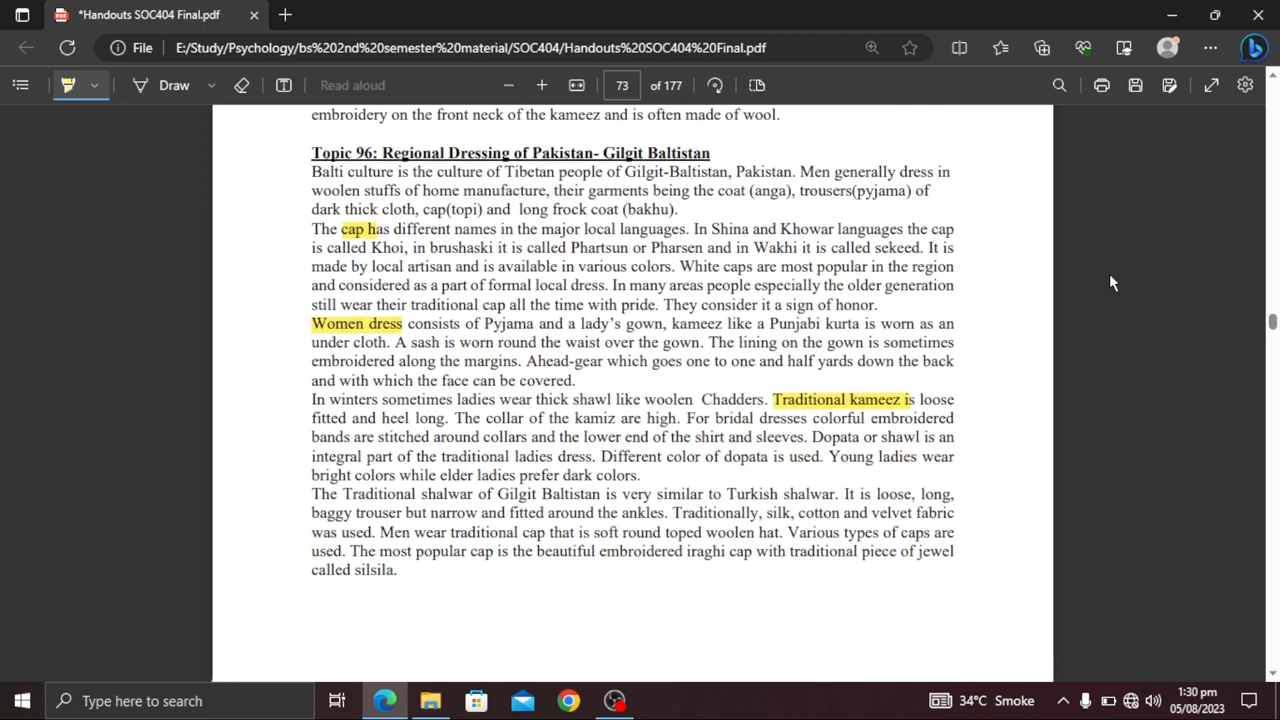 *Handouts SOC404 Final.pdf
File
E:/Study/Psychology/bs%202nd%20semester%20material/SOC404/Handouts%20SOC404%20Final.pdf
Draw
Read aloud
73
of 177
embroidery on the front neck of the kameez and is often made of wool.
Topic 96: Regional Dressing of Pakistan- Gilgit Baltistan
Balti culture is the culture of Tibetan people of Gilgit-Baltistan, Pakistan. Men generally dress in
woolen stuffs of home manufacture, their garments being the coat (anga), trousers(pyjama) of
dark thick cloth, cap(topi) and long frock coat (bakhu).
The cap has different names in the major local languages. In Shina and Khowar languages the cap
is called Khoi, in brushaski it is called Phartsun or Pharsen and in Wakhi it is called sekeed. It is
made by local artisan and is available in various colors. White caps are most popular in the region
and considered as a part of formal local dress. In many areas people especially the older generation
still wear their traditional cap all the time with pride. They consider it a sign of honor.
Women dress consists of Pyjama and a lady's gown, kameez like a Punjabi kurta is worn as an
under cloth. A sash is worn round the waist over the gown. The lining on the gown is sometimes
embroidered along the margins. Ahead-gear which goes one to one and half yards down the back
and with which the face can be covered.
In winters sometimes ladies wear thick shawl like woolen Chadders. Traditional kameez is loose
fitted and heel long. The collar of the kamiz are high. For bridal dresses colorful embroidered
bands are stitched around collars and the lower end of the shirt and sleeves. Dopata or shawl is an
integral part of the traditional ladies dress. Different color of dopata is used. Young ladies wear
bright colors while elder ladies prefer dark colors.
The Traditional shalwar of Gilgit Baltistan is very similar to Turkish shalwar. It is loose, long,
baggy trouser but narrow and fitted around the ankles. Traditionally, silk, cotton and velvet fabric
was used. Men wear traditional cap that is soft round toped woolen hat. Various types of caps are
used. The most popular cap is the beautiful embroidered iraghi cap with traditional piece of jewel
called silsila.
Type here to search
34°C Smoke
1:30 pm
05/08/2023